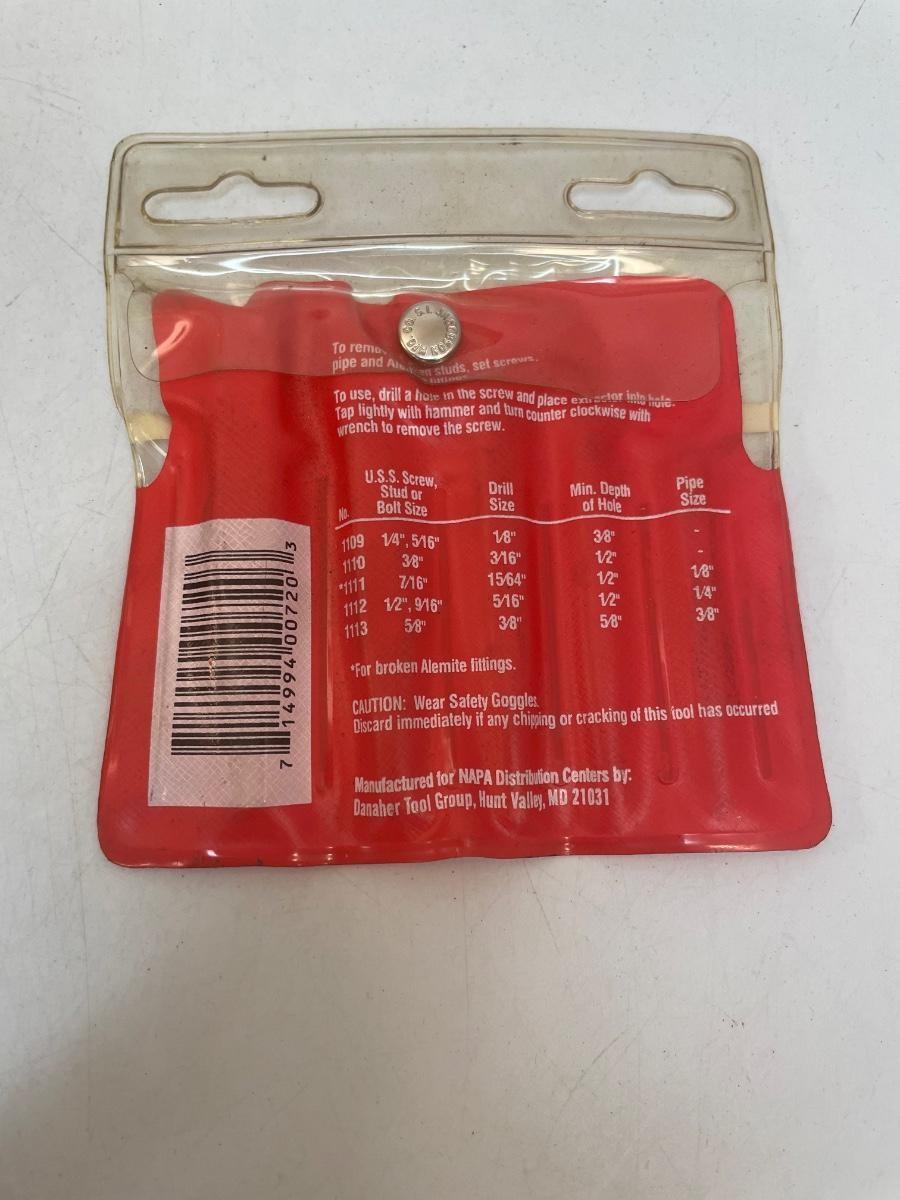 CO. G.L. JACOBSON MFG.
To remo
pipe and studs, set screws.
To use, drill a hole in the screw and place extractor into hole.
Tap lightly with hammer and turn counter clockwise with
wrench to remove the screw.
No. U.S.S. Screw, Stud or Bolt Size Drill Size Min. Depth of Hole Pipe Size
1109 1/4", 5/16" 1/8" 3/8" -
1110 3/8" 3/16" 1/2" -
*1111 7/16" 15/64" 1/2" 1/8"
1112 1/2", 9/16" 5/16" 1/2" 1/4"
1113 5/8" 3/8" 5/8" 3/8"
*For broken Alemite fittings.
CAUTION: Wear Safety Goggles.
Discard immediately if any chipping or cracking of this tool has occurred
Manufactured for NAPA Distribution Centers by:
Danaher Tool Group, Hunt Valley, MD 21031
7 14994 00720 3